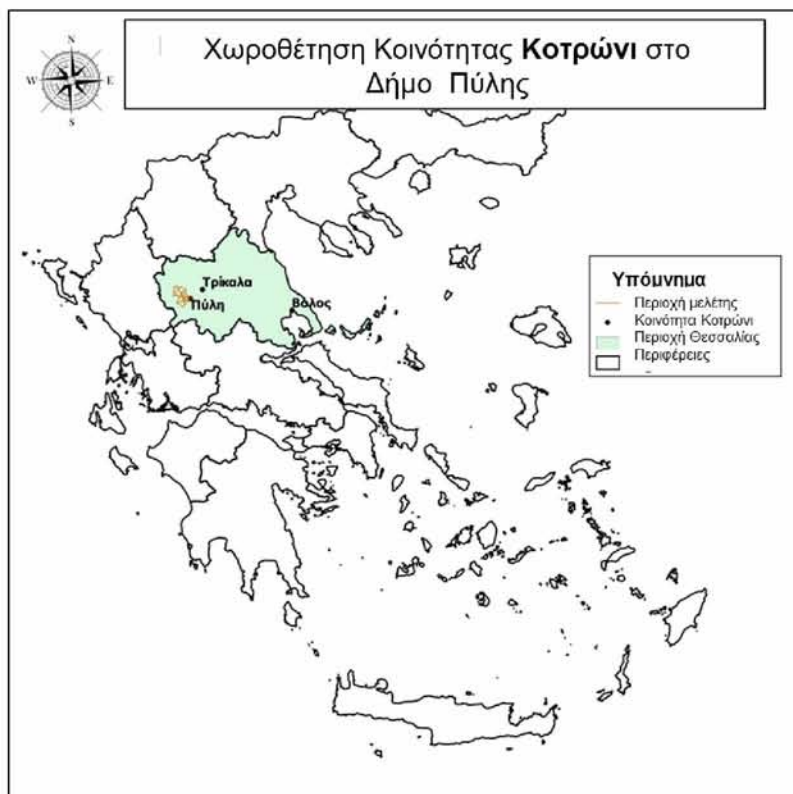 N
W E
S
Χωροθέτηση Κοινότητας Κοτρώνι στο
Δήμο Πύλης
Τρίκαλα
Πύλη
Βόλος
Υπόμνημα
Περιοχή μελέτης
Κοινότητα Κοτρώνι
Περιοχή Θεσσαλίας
Περιφέρειες